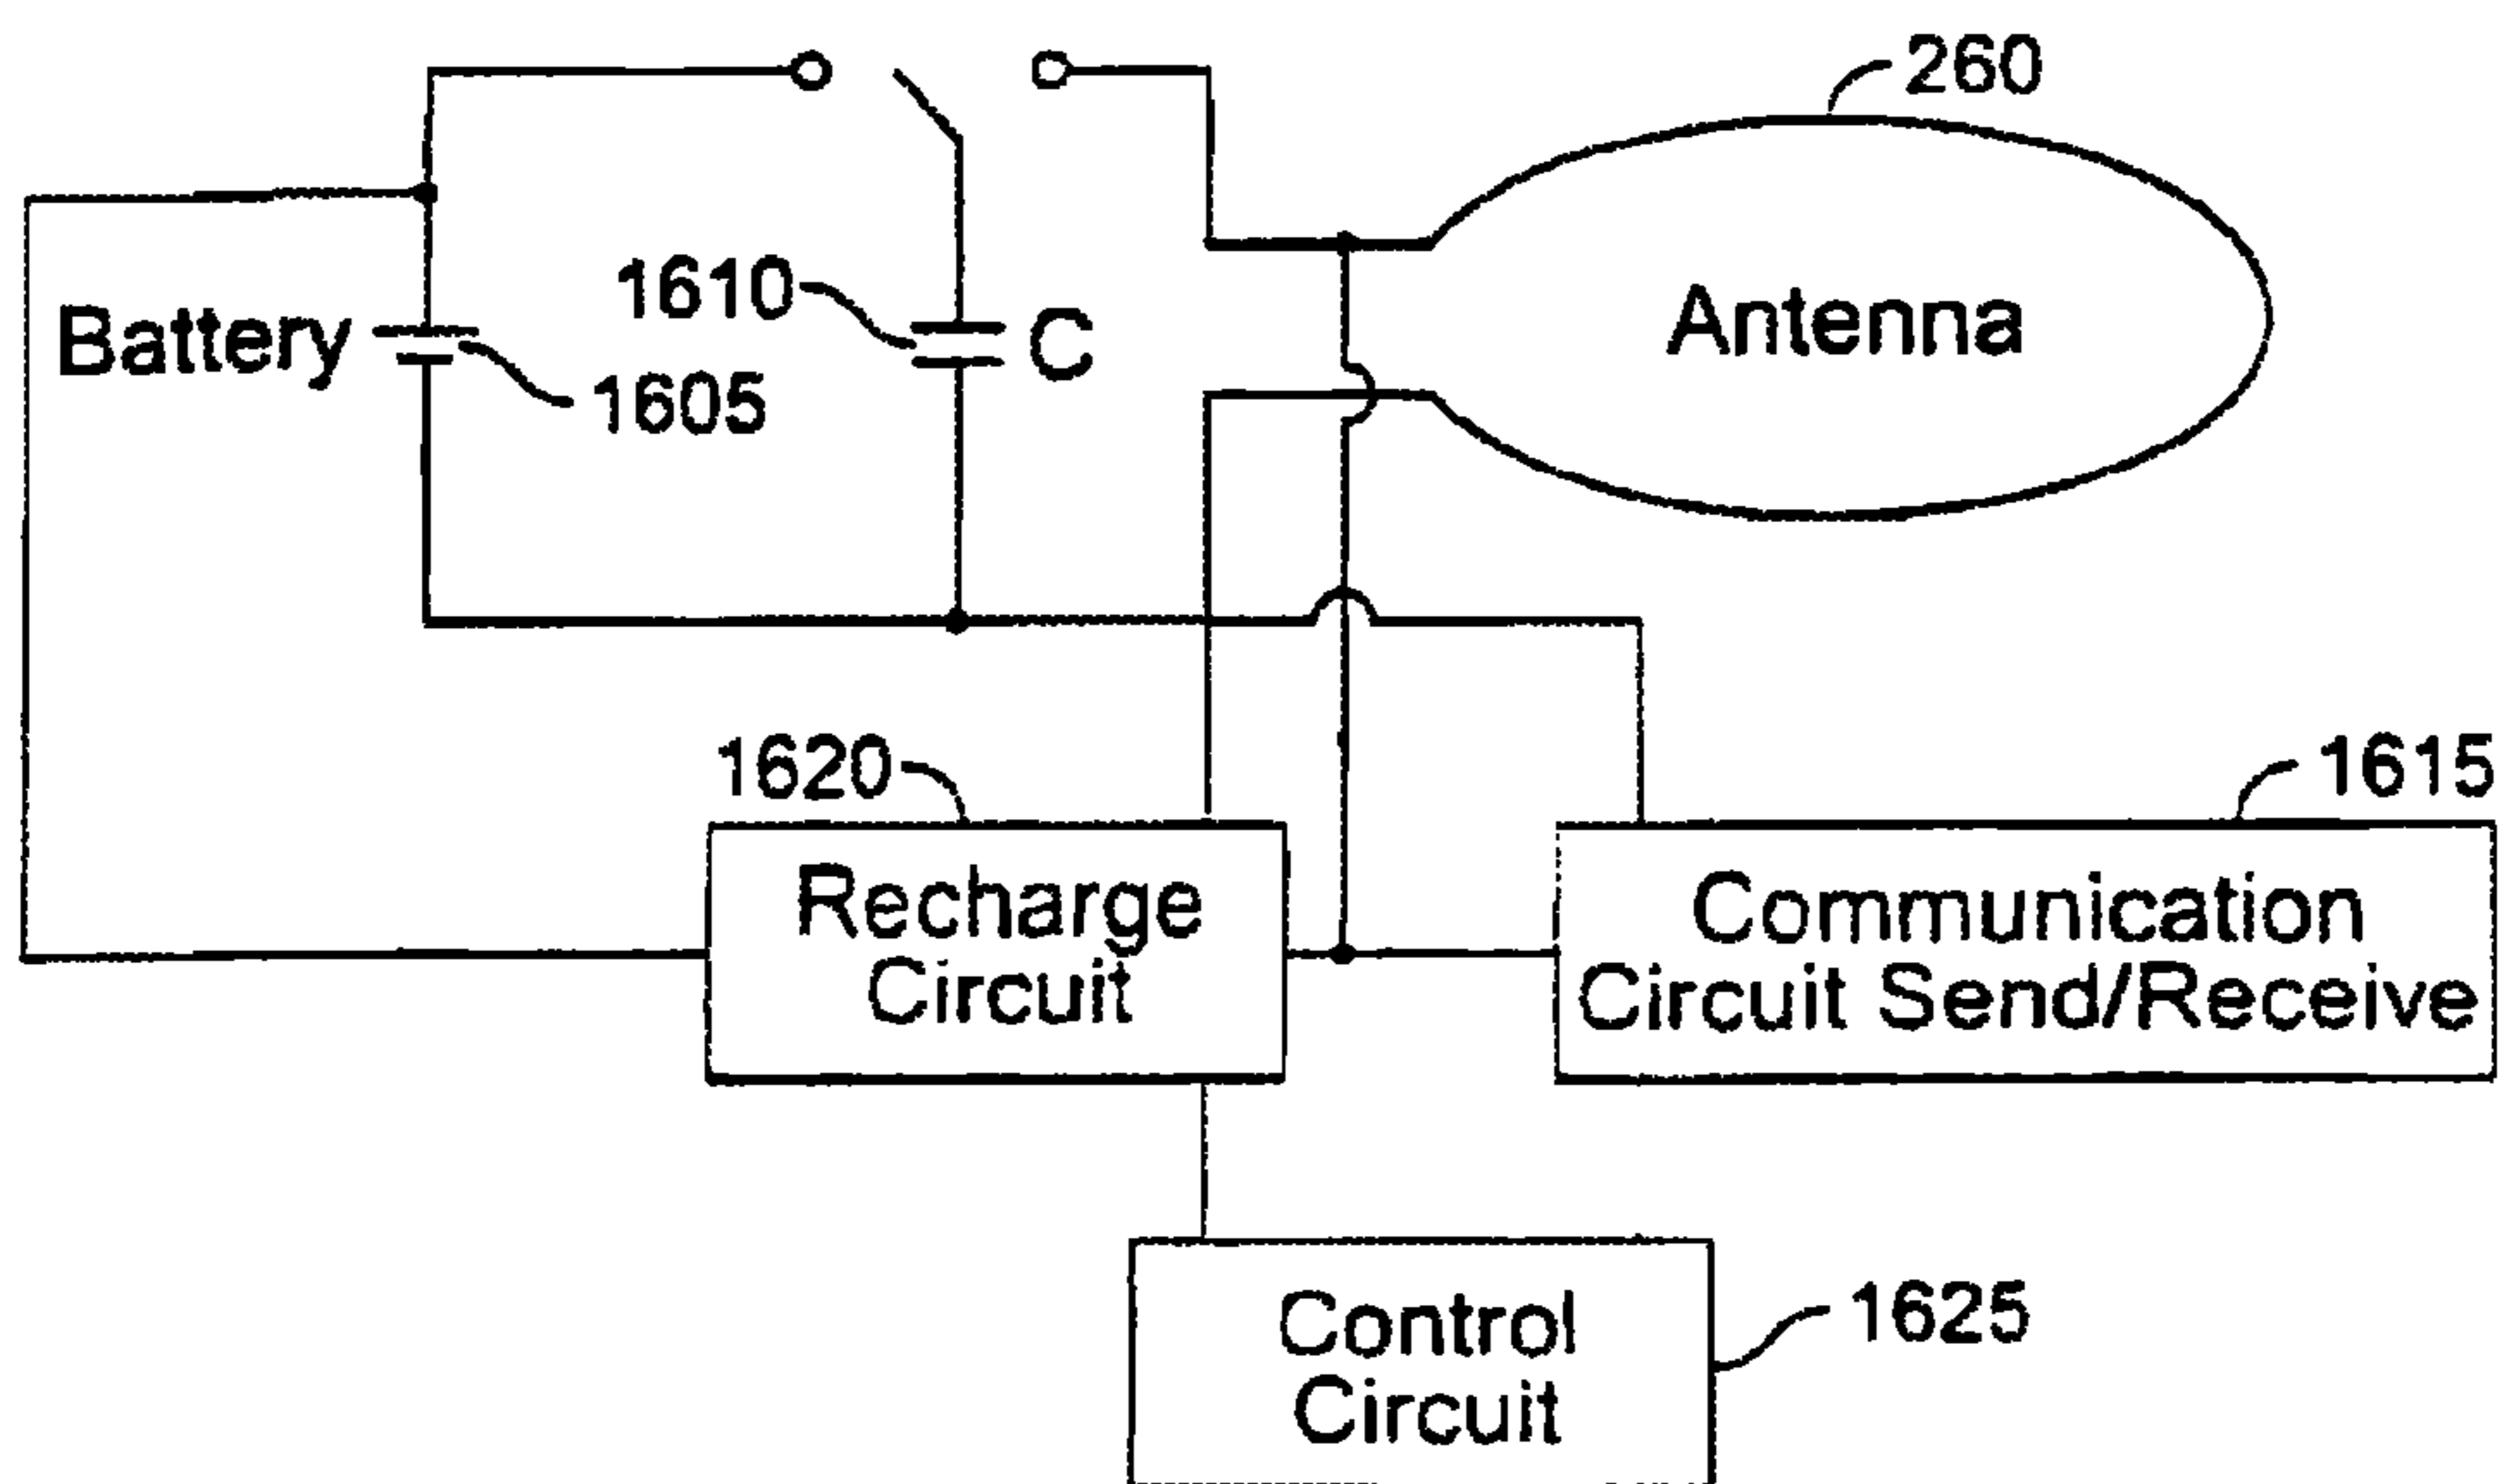 260
1610
C
Antenna
Battery
1605
1620
1615
Recharge
Circuit
Communication
Circuit Send/Receive
Control
Circuit
1625